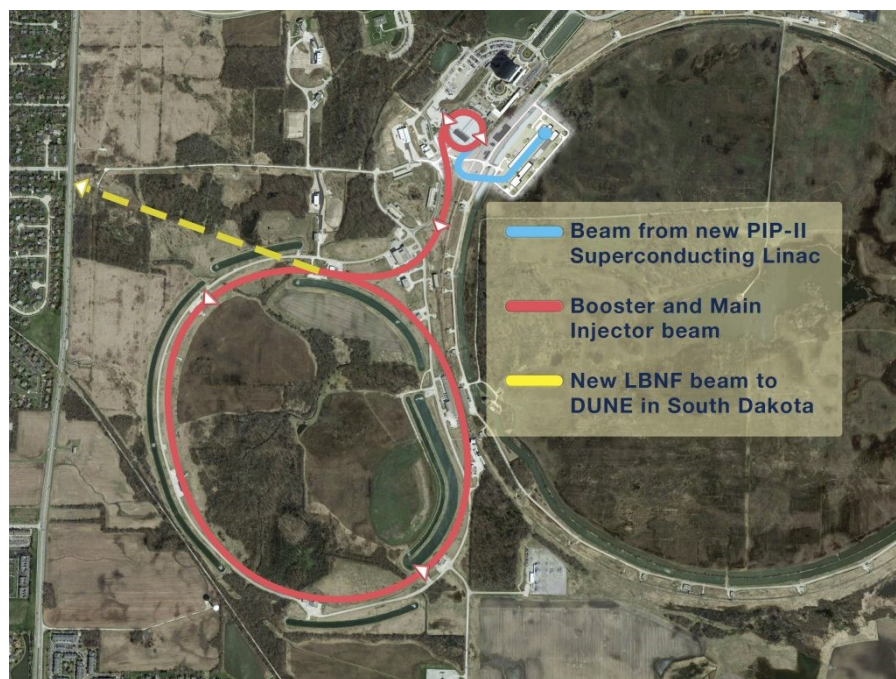 Beam from new PIP-II
Superconducting Linac
Booster and Main
Injector beam
New LBNF beam to
DUNE in South Dakota